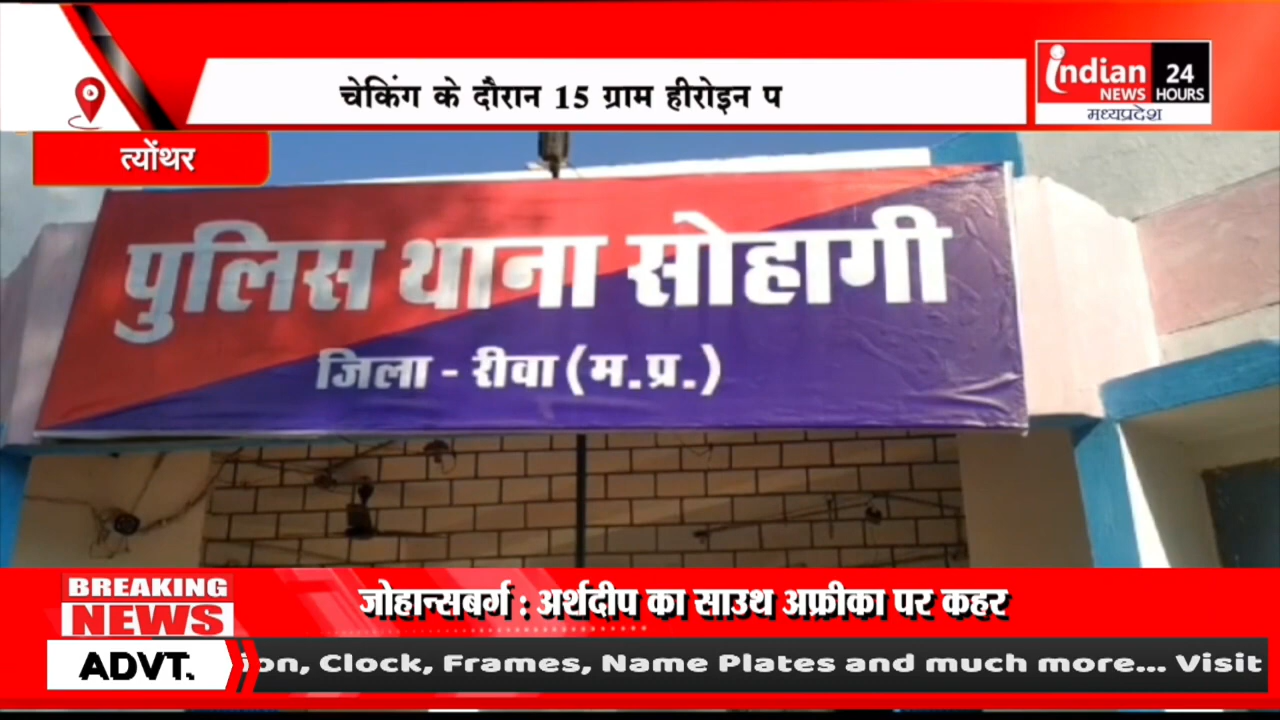 चेकिंग के दौरान 15 ग्राम हीरोइन प
indian 24
NEWS HOURS
मध्यप्रदेश
त्योंथर
पुलिस थाना सोहागी
जिला - रीवा (म.प्र.)
BREAKING
NEWS
जोहान्सबर्ग : अर्शदीप का साउथ अफ्रीका पर कहर
ADVT.
ion, Clock, Frames, Name Plates and much more... Visit